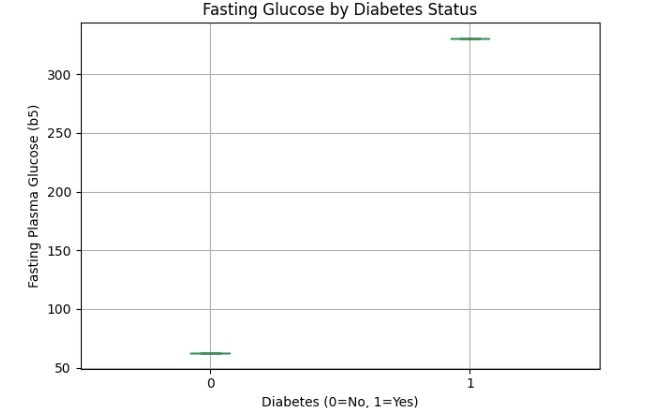 Fasting Glucose by Diabetes Status
Fasting Plasma Glucose (b5)
300
250
200
150
100
50
0 1
Diabetes (0=No, 1=Yes)